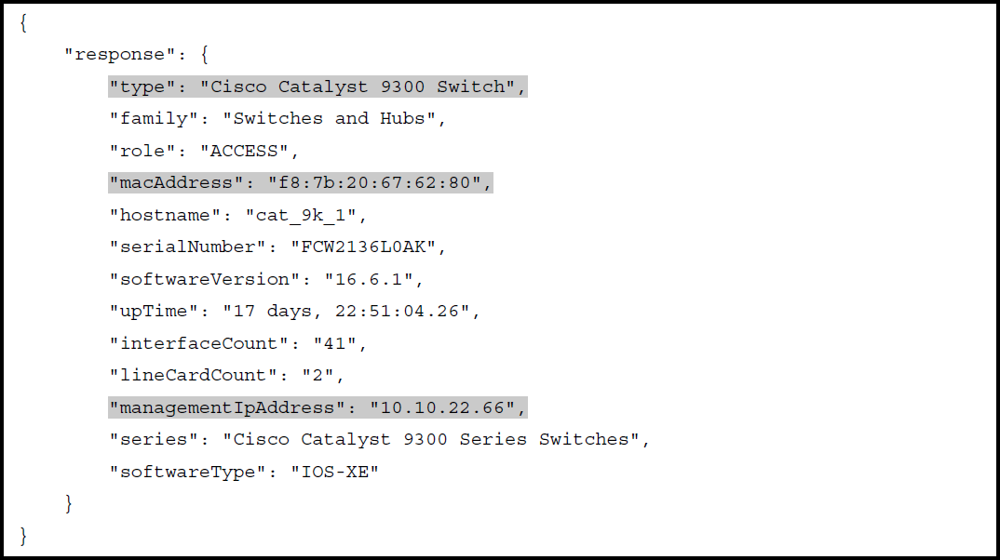 {
"response": {
"type": "Cisco Catalyst 9300 Switch",
"family": "Switches and Hubs",
"role": "ACCESS",
"macAddress": "f8:7b:20:67:62:80",
"hostname": "cat_9k_1",
"serialNumber": "FCW2136L0AK",
"softwareVersion": "16.6.1",
"upTime": "17 days, 22:51:04.26",
"interfaceCount": "41",
"lineCardCount": "2",
"managementIpAddress": "10.10.22.66",
"series": "Cisco Catalyst 9300 Series Switches",
"softwareType": "IOS-XE"
}
}